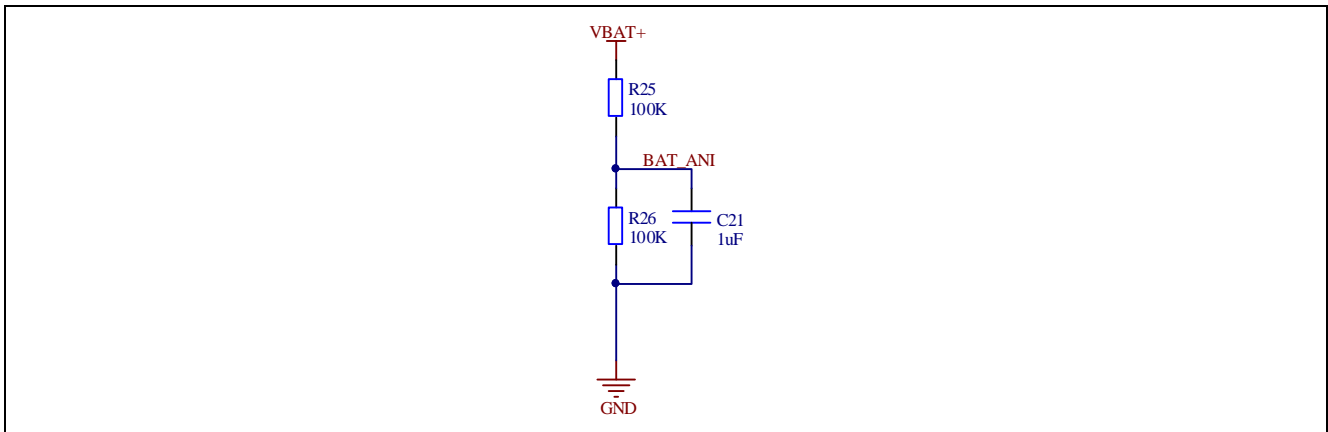 VBAT+
R25
100K
BAT_ANI
R26
100K
C21
1uF
GND